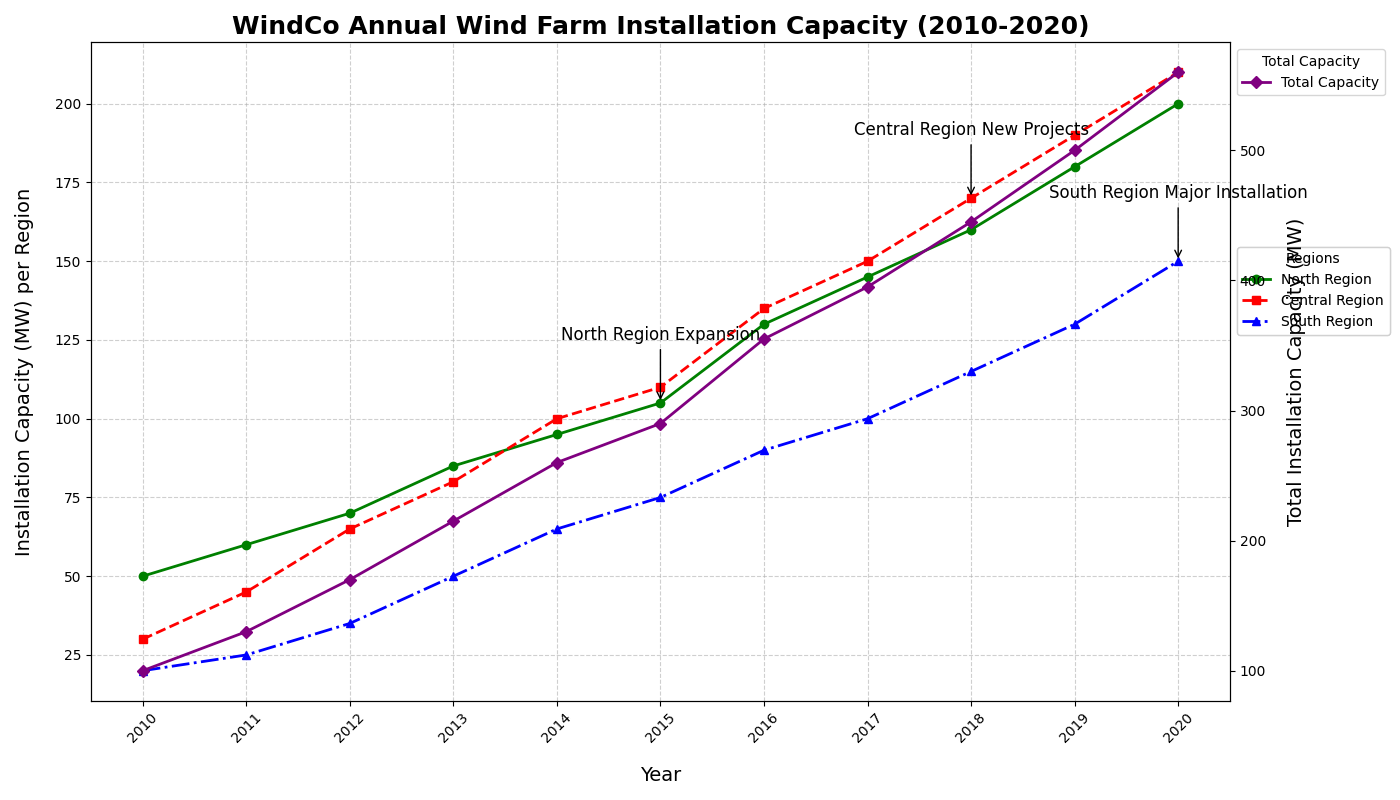 WindCo Annual Wind Farm Installation Capacity (2010-2020)
Installation Capacity (MW) per Region
200
175
150
125
100
75
50
25
2010
2011
2012
2013
2014
2015
2016
2017
2018
2019
2020
Year
North Region Expansion
Central Region New Projects
South Region Major Installation
500
400
300
200
100
Total Installation Capacity (MW)
Total Capacity
Total Capacity
Regions
North Region
Central Region
South Region